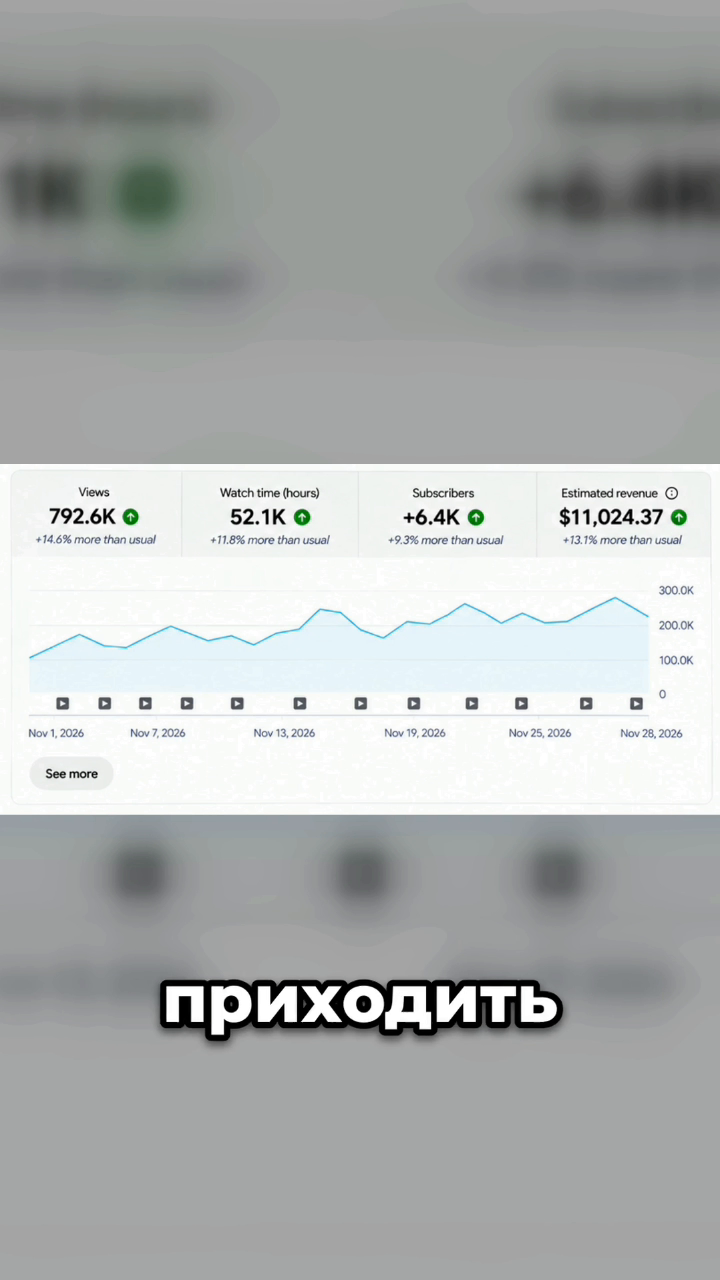 Views
792.6K
+14.6% more than usual
Watch time (hours)
52.1K
+11.8% more than usual
Subscribers
+6.4K
+9.3% more than usual
Estimated revenue
$11,024.37
+13.1% more than usual
300.0K
200.0K
100.0K
0
Nov 1, 2026 Nov 7, 2026 Nov 13, 2026 Nov 19, 2026 Nov 25, 2026 Nov 28, 2026
See more
приходить